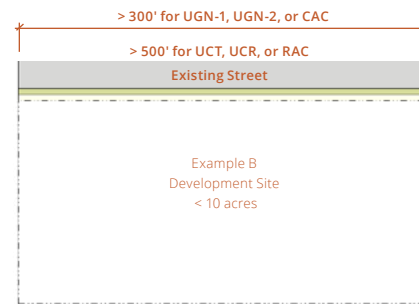 > 300' for UGN-1, UGN-2, or CAC
> 500' for UCT, UCR, or RAC
Existing Street
Example B
Development Site
< 10 acres